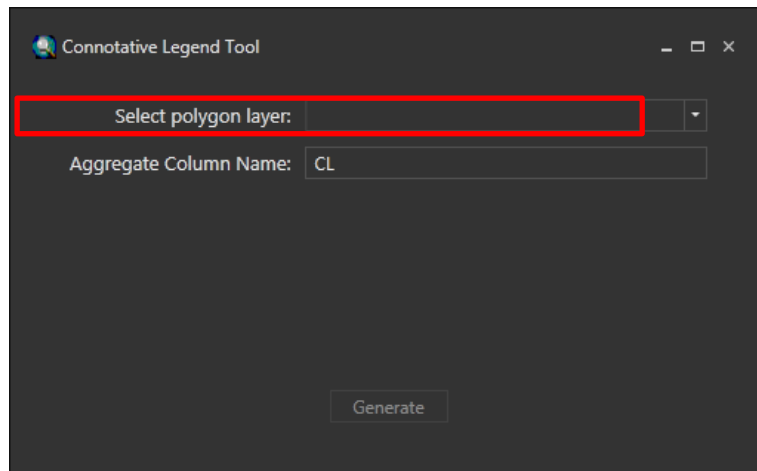 Connotative Legend Tool
Select polygon layer:
Aggregate Column Name: CL
Generate